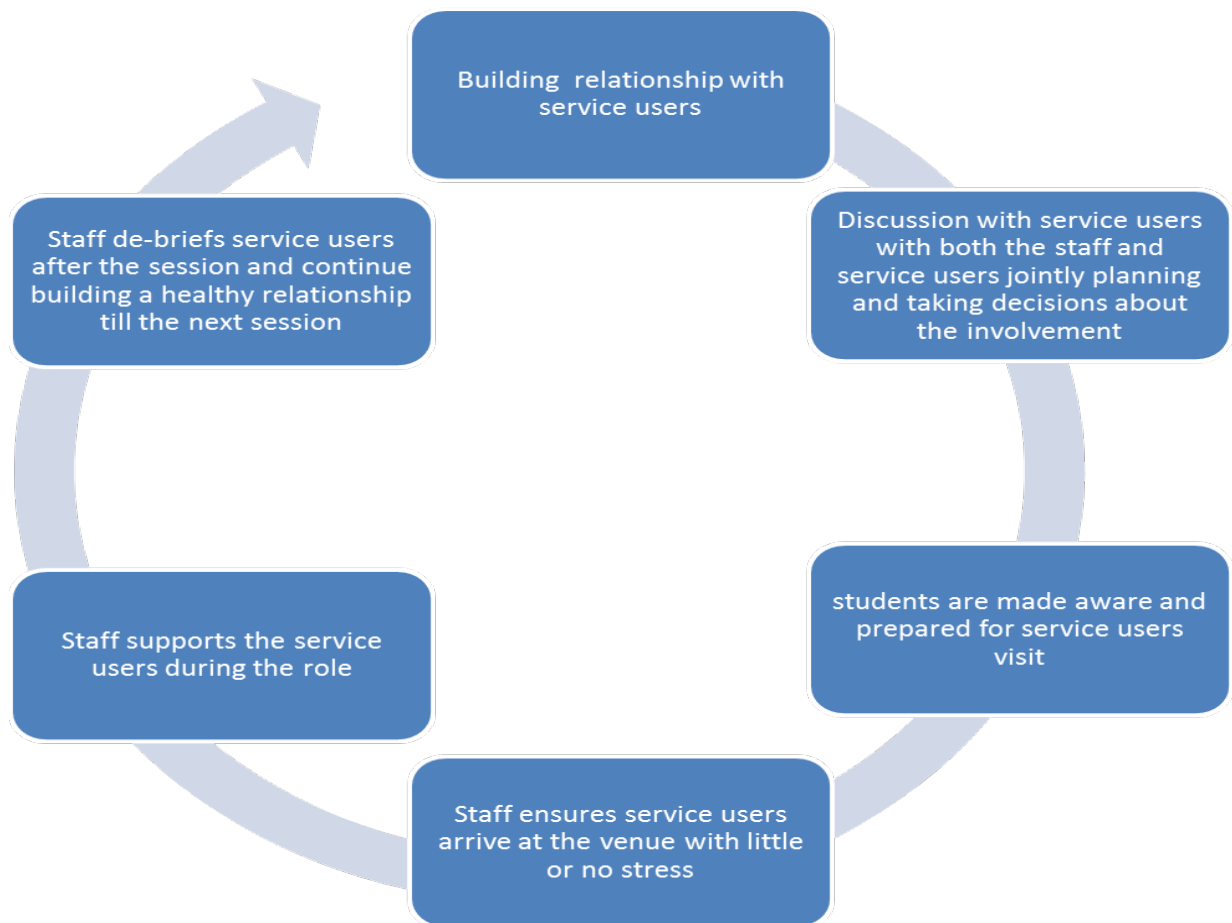 Building relationship with
service users
Discussion with service users
with both the staff and
service users jointly planning
and taking decisions about
the involvement
students are made aware and
prepared for service users
visit
Staff ensures service users
arrive at the venue with little
or no stress
Staff supports the service
users during the role
Staff de-briefs service users
after the session and continue
building a healthy relationship
till the next session